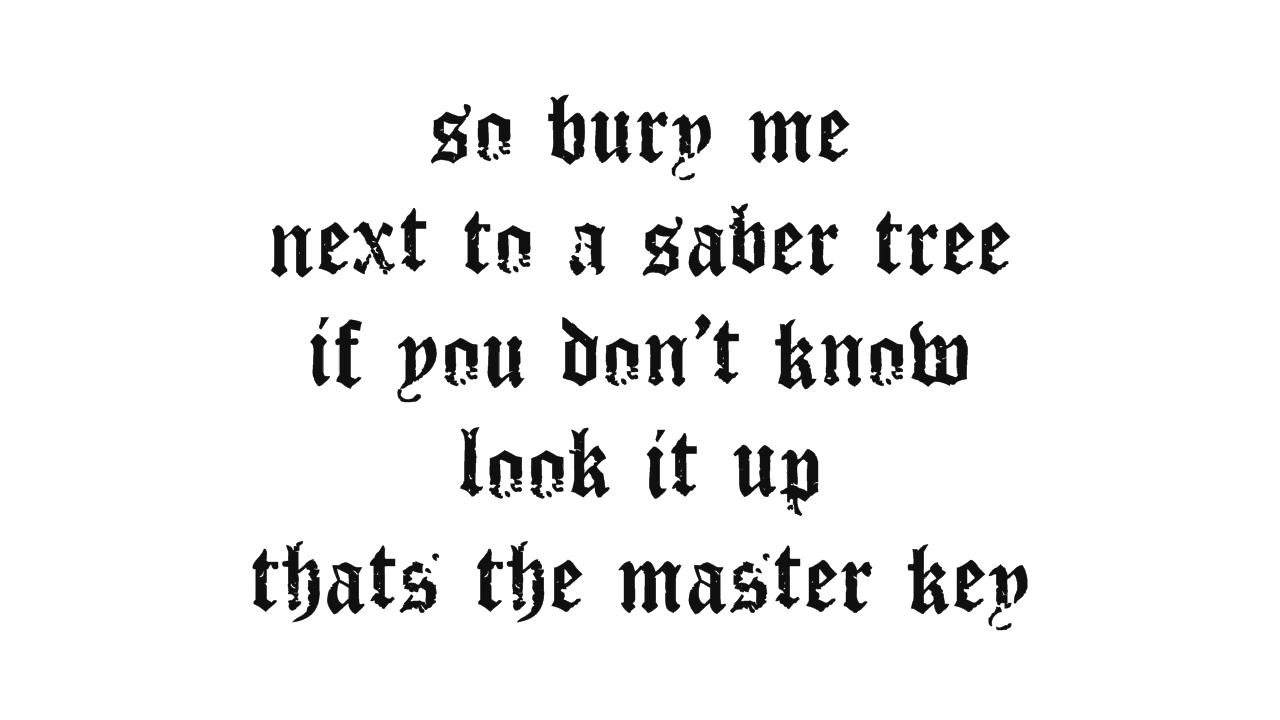 so bury me
next to a saber tree
if you don't know
look it up
thats the master key